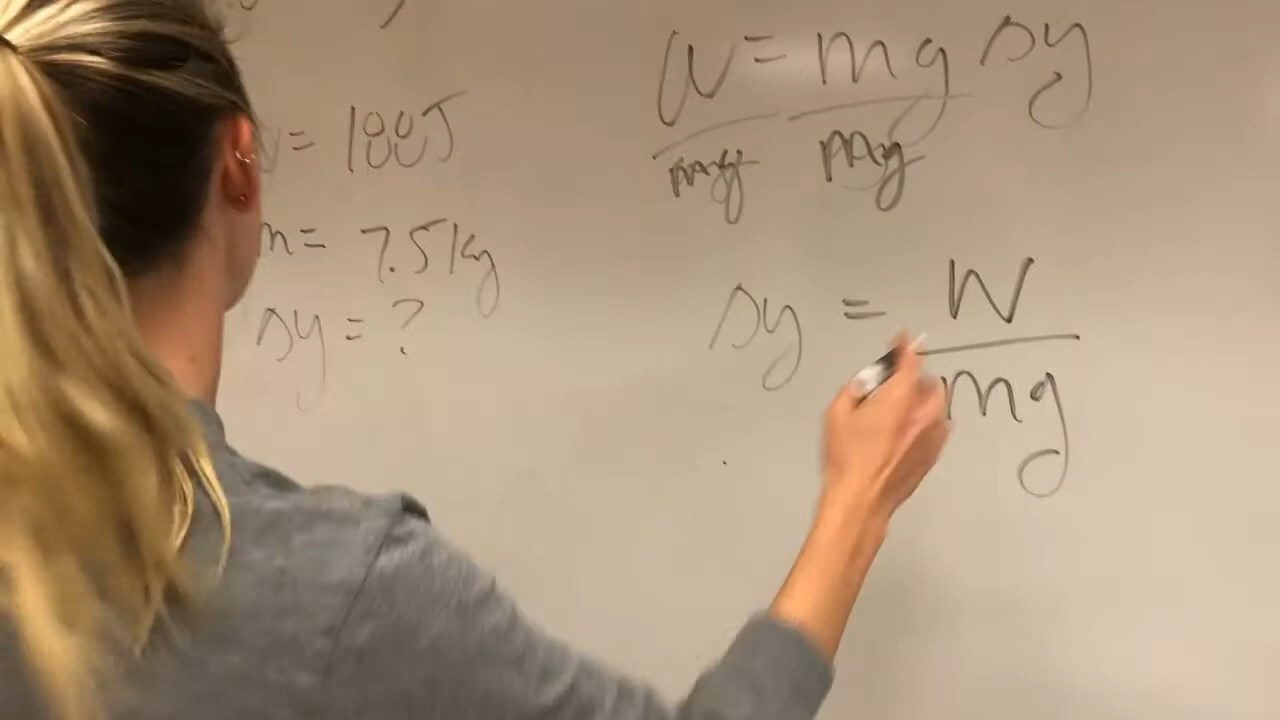 = 100J
m= 7.5kg
Δy = ?
W = mg Δy
mg mg
Δy = W
mg